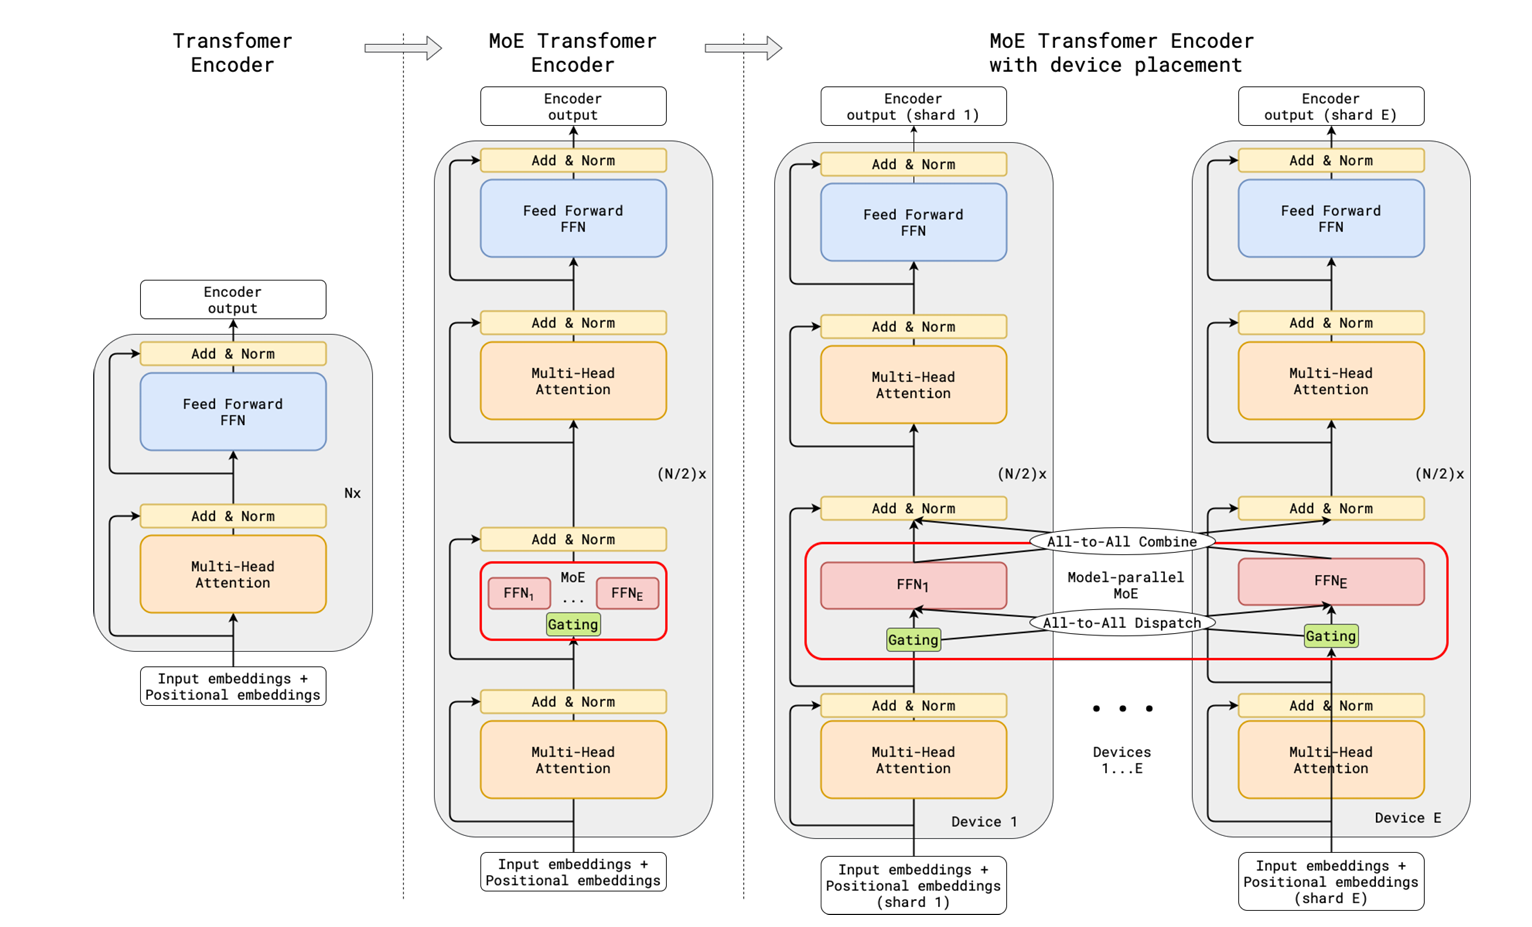 Transfomer
Encoder
Encoder
output
Add & Norm
Feed Forward
FFN
Nx
Add & Norm
Multi-Head
Attention
Input embeddings +
Positional embeddings
MoE Transfomer
Encoder
Encoder
output
Add & Norm
Feed Forward
FFN
Add & Norm
Multi-Head
Attention
(N/2)x
Add & Norm
MoE
FFN1 ... FFNE
Gating
Add & Norm
Multi-Head
Attention
Input embeddings +
Positional embeddings
MoE Transfomer Encoder
with device placement
Encoder
output (shard 1)
Add & Norm
Feed Forward
FFN
Add & Norm
Multi-Head
Attention
(N/2)x
Add & Norm
FFN1
Gating
Add & Norm
Multi-Head
Attention
Device 1
Input embeddings +
Positional embeddings
(shard 1)
All-to-All Combine
Model-parallel
MoE
All-to-All Dispatch
• • •
Devices
1...E
Encoder
output (shard E)
Add & Norm
Feed Forward
FFN
Add & Norm
Multi-Head
Attention
(N/2)x
Add & Norm
FFNE
Gating
Add & Norm
Multi-Head
Attention
Device E
Input embeddings +
Positional embeddings
(shard E)